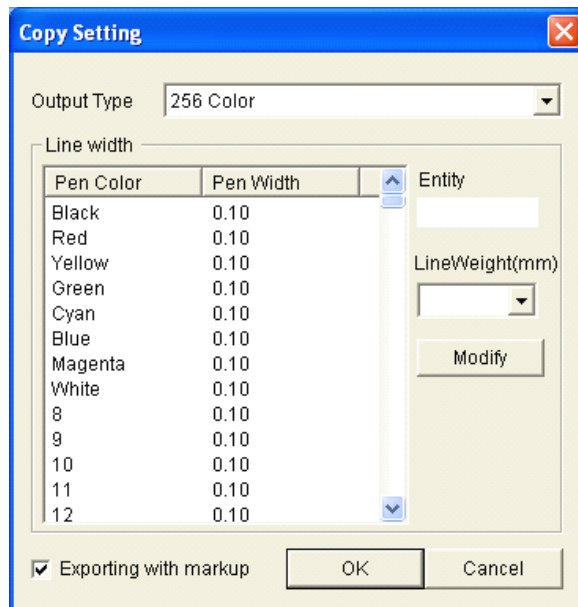 Copy Setting
Output Type 256 Color
Line width
Pen Color Pen Width Entity
Black 0.10
Red 0.10
Yellow 0.10 LineWeight(mm)
Green 0.10
Cyan 0.10
Blue 0.10
Magenta 0.10 Modify
White 0.10
8 0.10
9 0.10
10 0.10
11 0.10
12 0.10
Exporting with markup OK Cancel